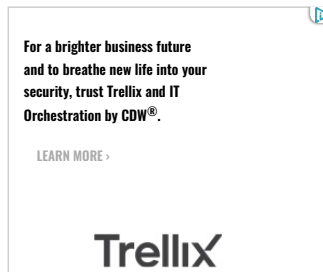 For a brighter business future
and to breathe new life into your
security, trust Trellix and IT
Orchestration by CDW®.
LEARN MORE ›
Trellix